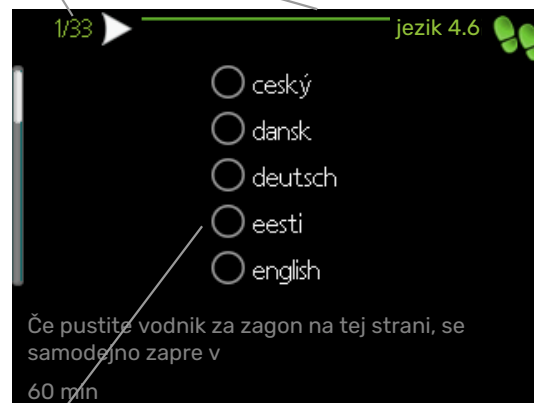 1/33
jezik 4.6
ceský
dansk
deutsch
eesti
english
Če pustite vodnik za zagon na tej strani, se
samodejno zapre v
60 min